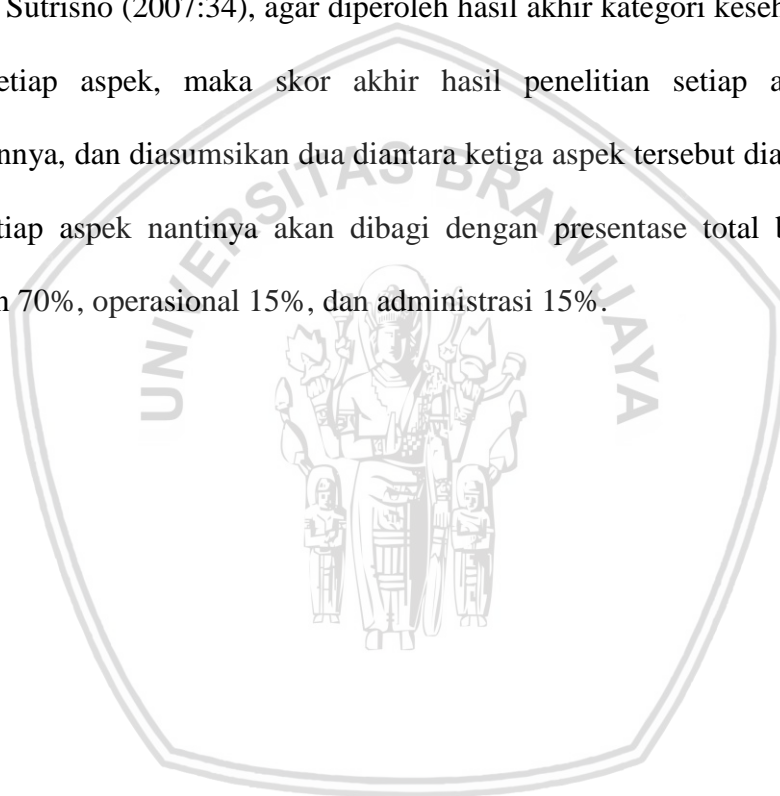 Sutrisno (2007:34), agar diperoleh hasil akhir kategori keseh
etiap aspek, maka skor akhir hasil penelitian setiap a
nnya, dan diasumsikan dua diantara ketiga aspek tersebut dia
tiap aspek nantinya akan dibagi dengan presentase total b
n 70%, operasional 15%, dan administrasi 15%.
UNIVERSITAS BRAWIJAYA